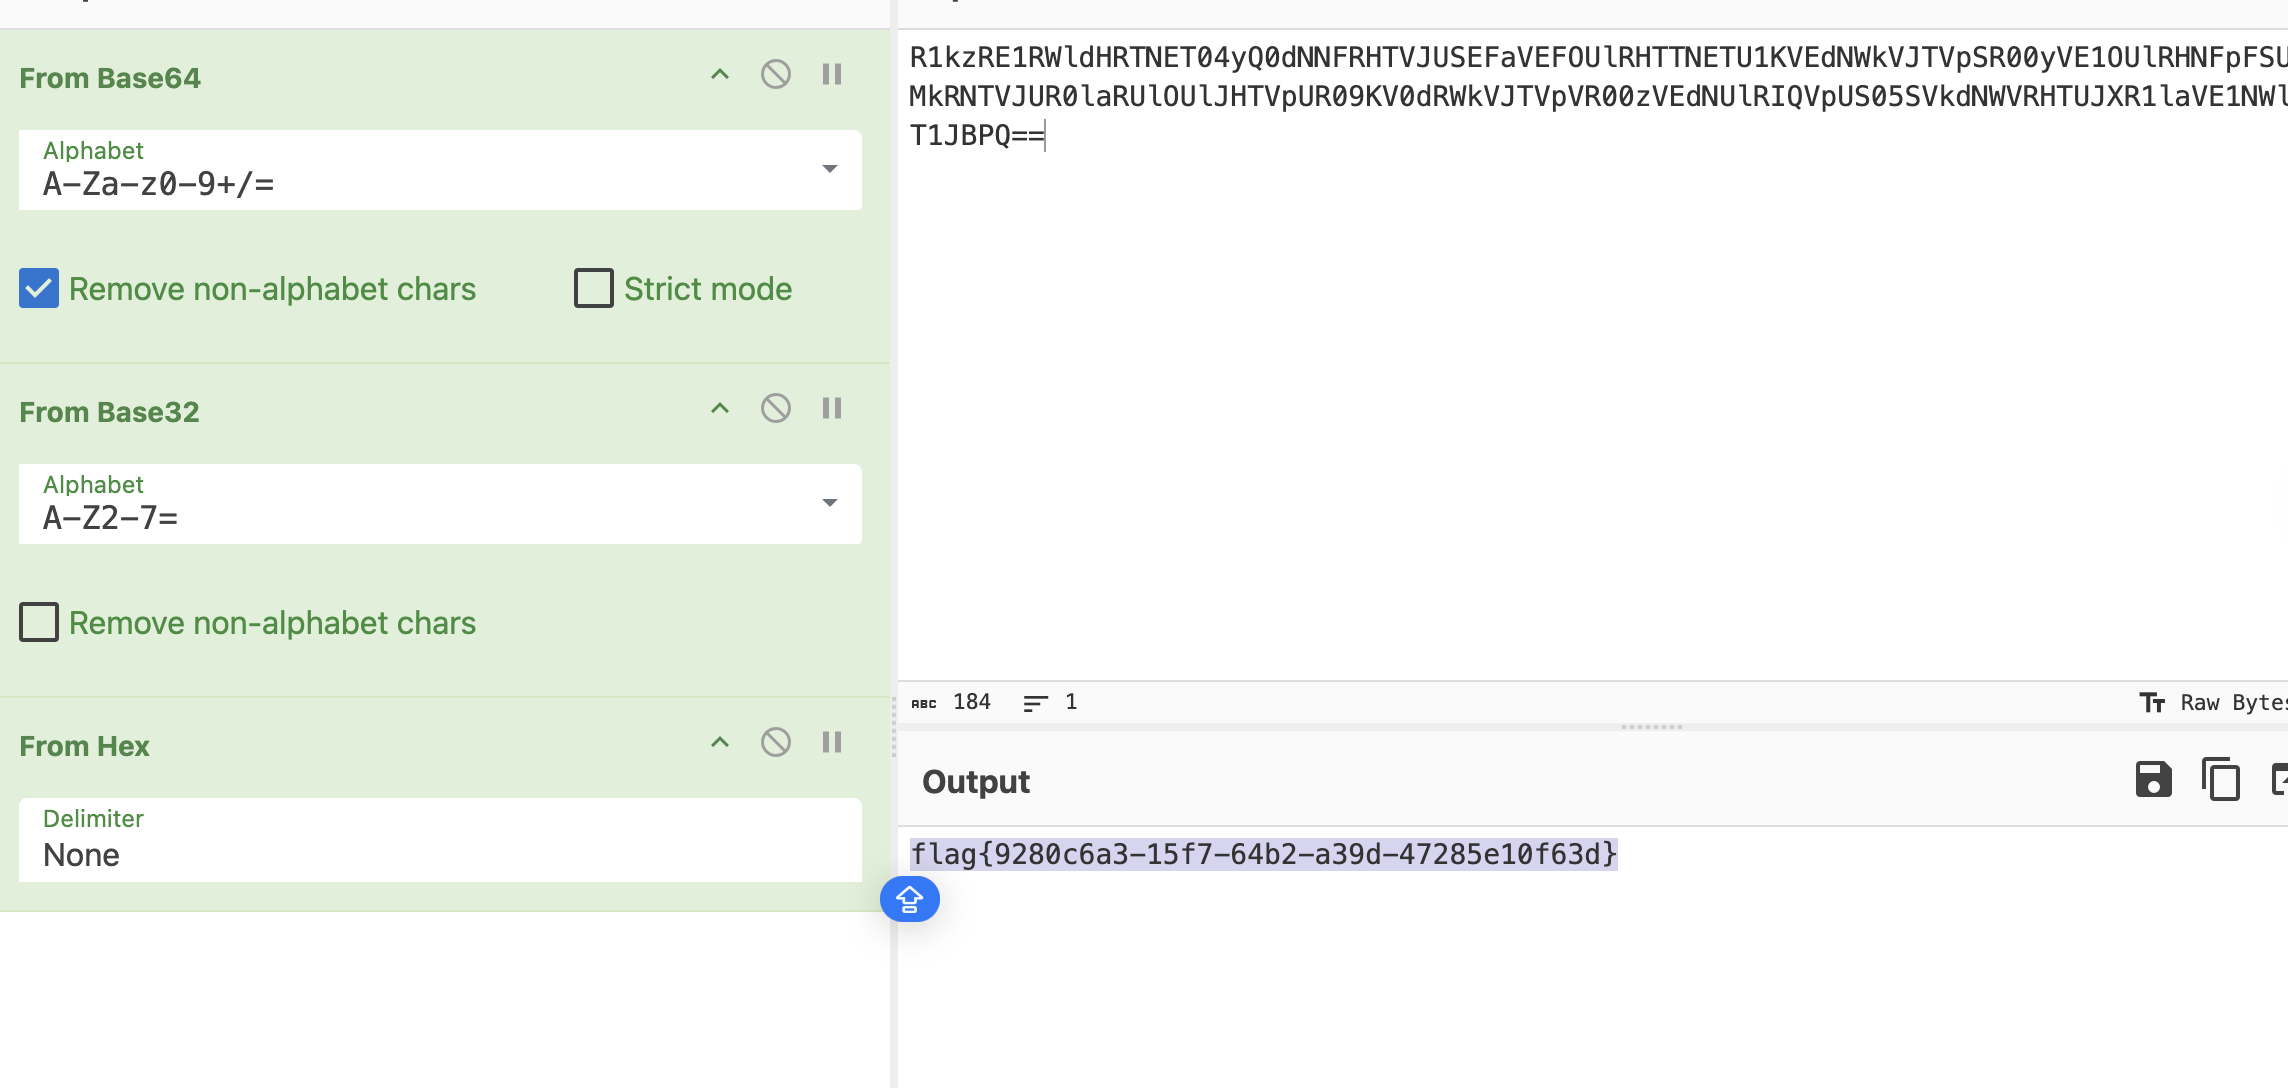 From Base64
Alphabet
A-Za-z0-9+/=
Remove non-alphabet chars
Strict mode
From Base32
Alphabet
A-Z2-7=
Remove non-alphabet chars
From Hex
Delimiter
None
R1kzRE1RWldHRTNET04yQ0dNNFRHTVJUSEFaVEFOUlRHTTNETU1KVEdNWkVJTVpSR00yVE1OUlRHNFpFSU
MkRNTVJUR0laRUlOUlJHTVpUR09KV0dRWkVJTVpVR00zVEdNUlRIQVpUS05SVkdNWVRHTUJXR1laVE1NWl
T1JBPQ==
ABC 184 1
Raw Bytes
Output
flag{9280c6a3-15f7-64b2-a39d-47285e10f63d}